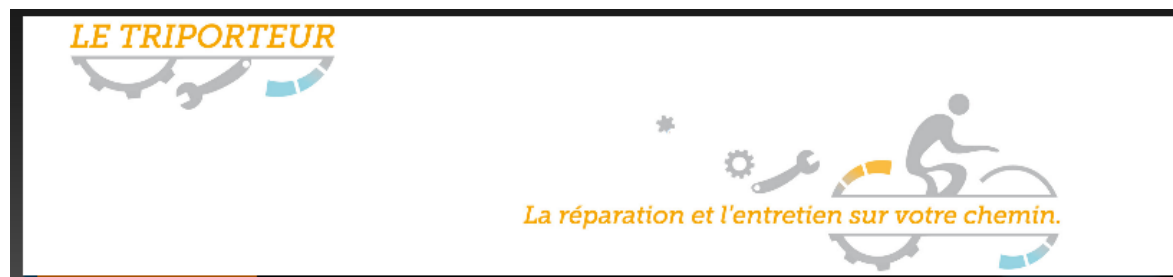 LE TRIPORTEUR
La réparation et l'entretien sur votre chemin.